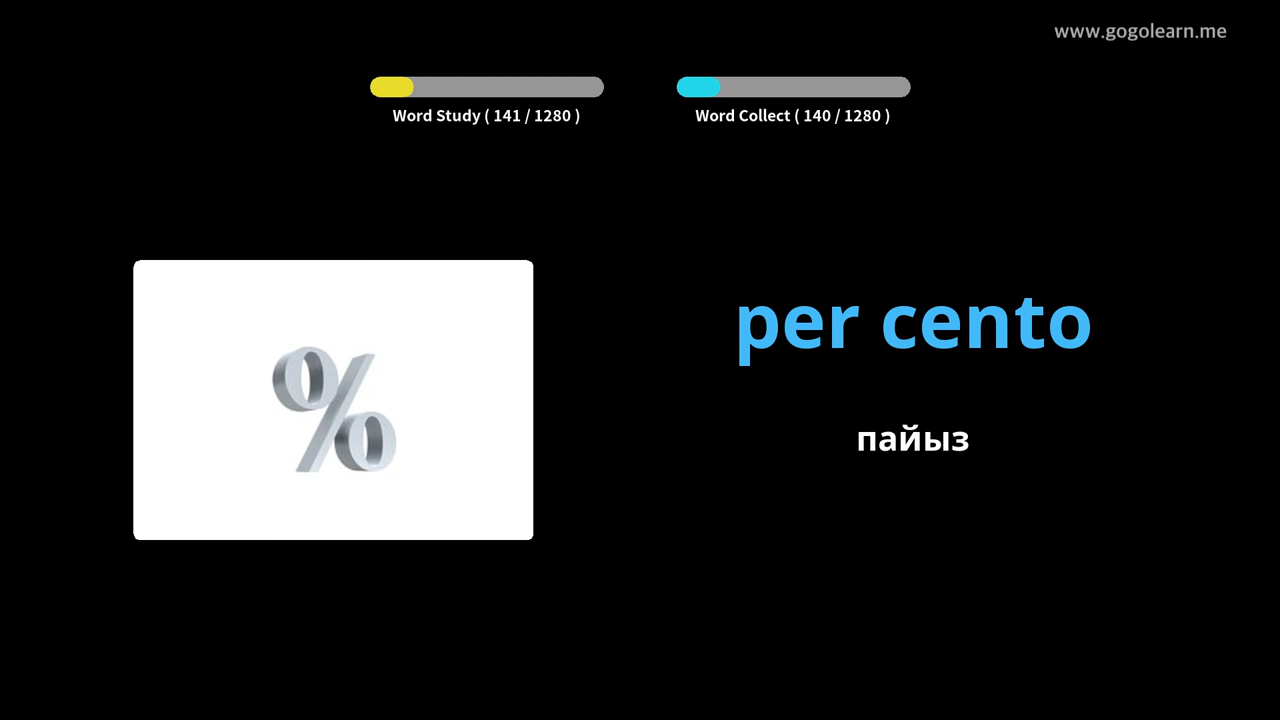 www.gogolearn.me
Word Study ( 141 / 1280 )
Word Collect ( 140 / 1280 )
%
per cento
пайыз